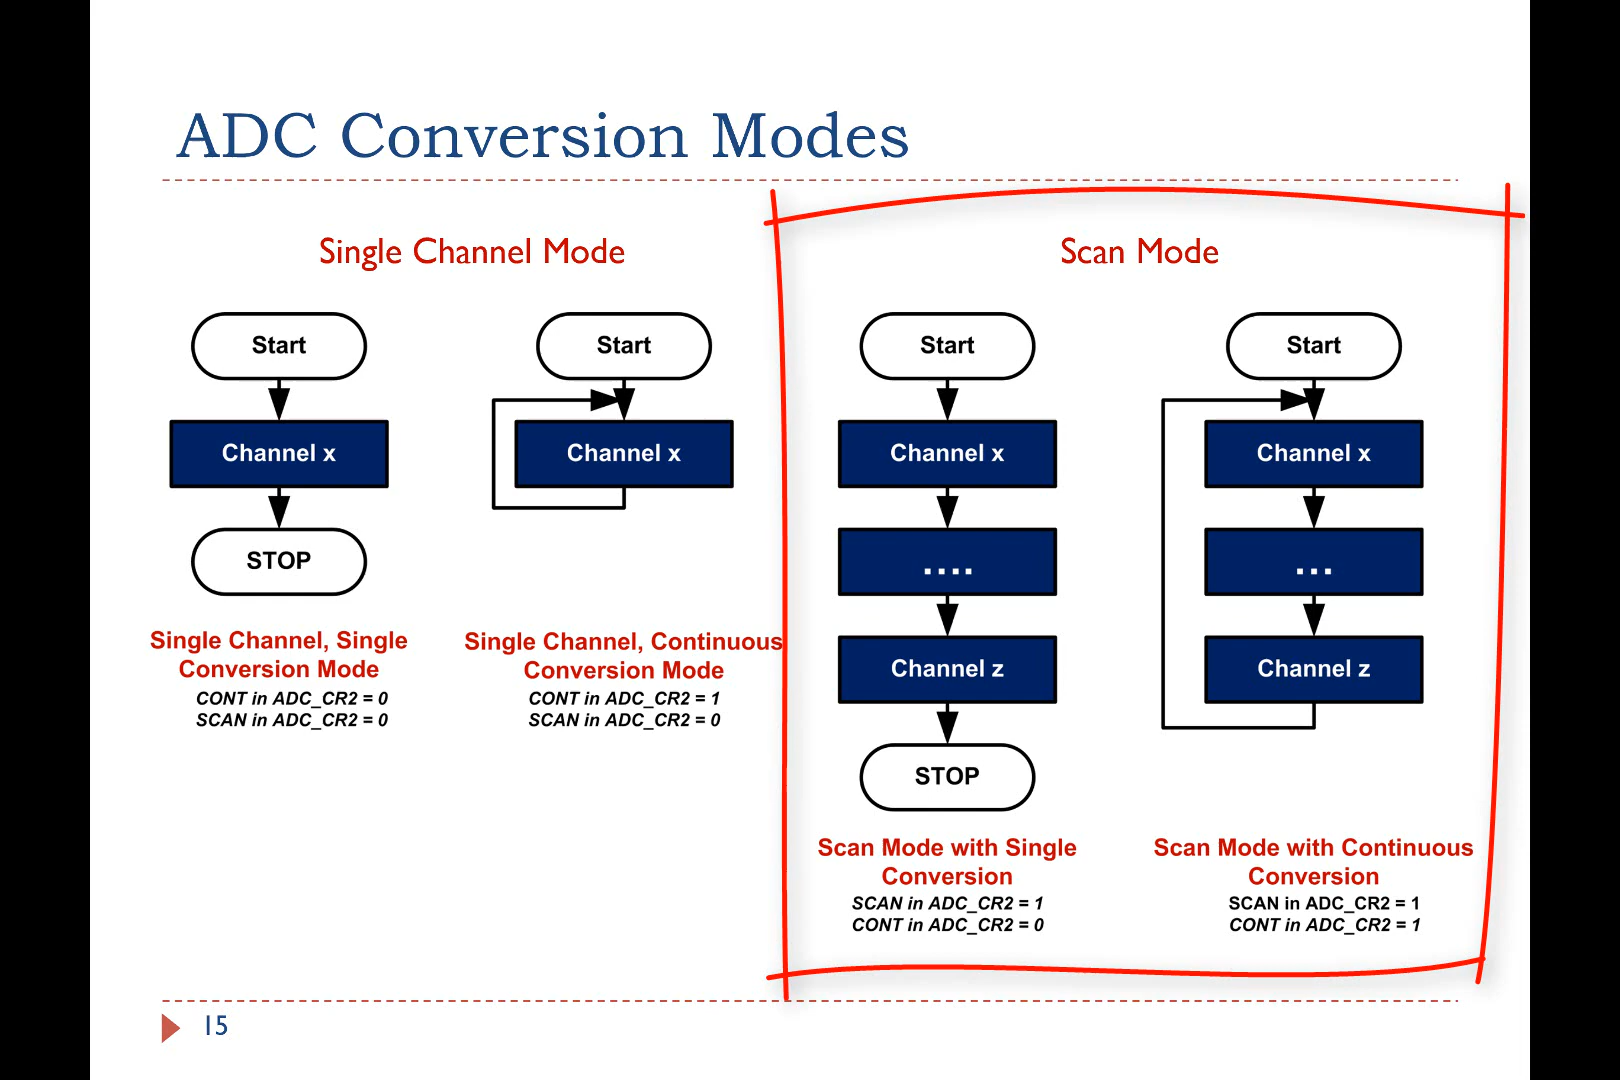 ADC Conversion Modes
Single Channel Mode
Start
Channel x
STOP
Single Channel, Single
Conversion Mode
CONT in ADC_CR2 = 0
SCAN in ADC_CR2 = 0
Start
Channel x
Single Channel, Continuous
Conversion Mode
CONT in ADC_CR2 = 1
SCAN in ADC_CR2 = 0
Scan Mode
Start
Channel x
....
Channel z
STOP
Scan Mode with Single
Conversion
SCAN in ADC_CR2 = 1
CONT in ADC_CR2 = 0
Start
Channel x
...
Channel z
Scan Mode with Continuous
Conversion
SCAN in ADC_CR2 = 1
CONT in ADC_CR2 = 1
15